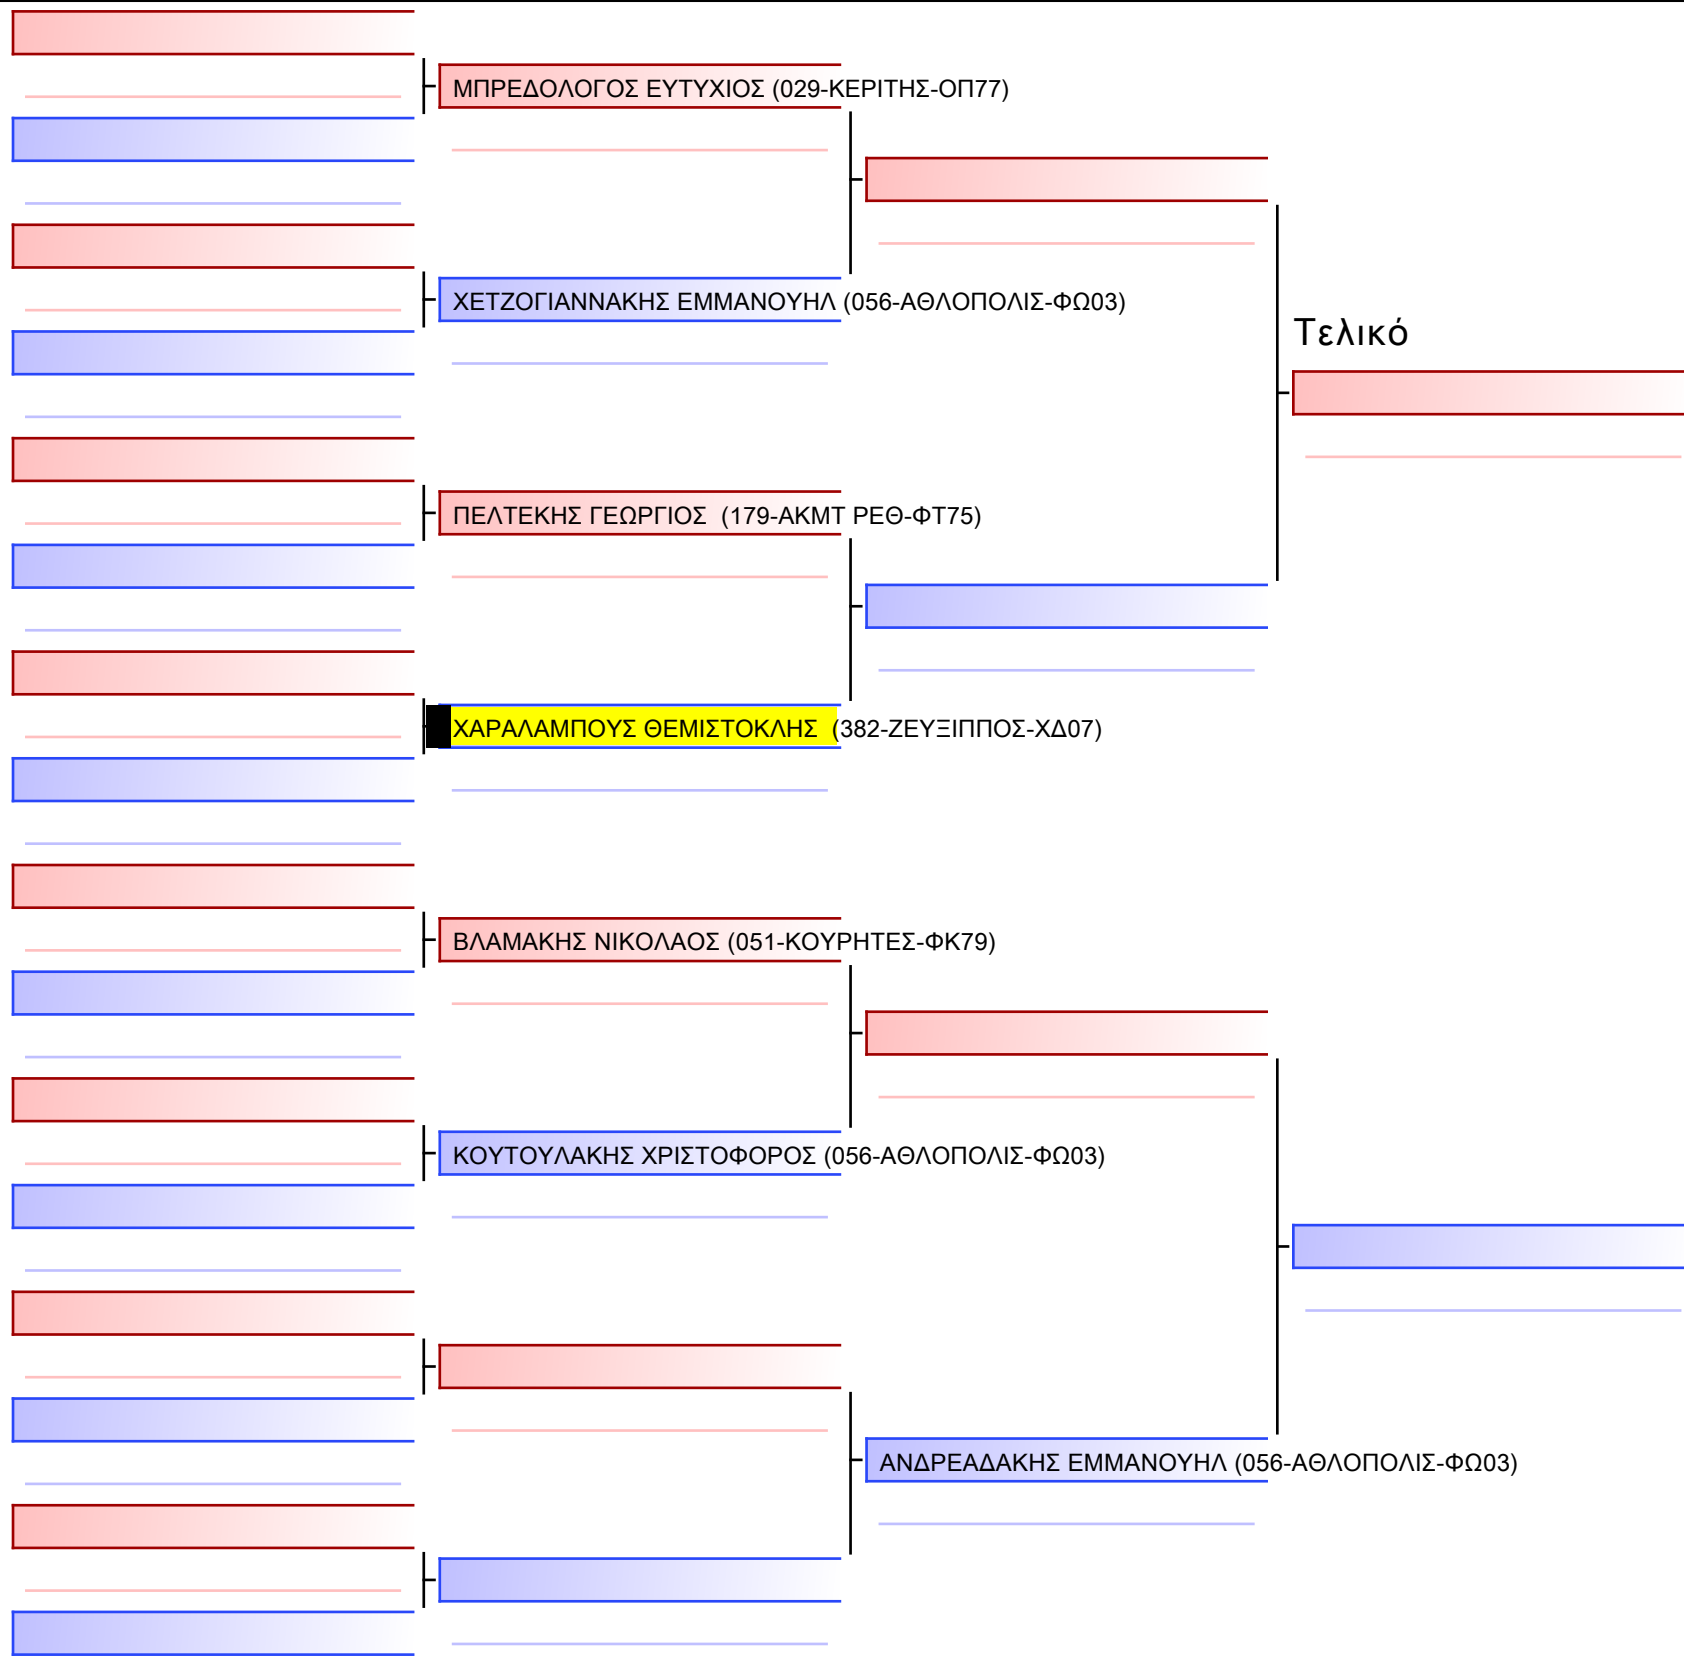 ΜΠΡΕΔΟΛΟΓΟΣ ΕΥΤΥΧΙΟΣ (029-ΚΕΡΙΤΗΣ-ΟΠ77)
ΧΕΤΖΟΓΙΑΝΝΑΚΗΣ ΕΜΜΑΝΟΥΗΛ (056-ΑΘΛΟΠΟΛΙΣ-ΦΩ03)
Τελικό
ΠΕΛΤΕΚΗΣ ΓΕΩΡΓΙΟΣ (179-ΑΚΜΤ ΡΕΘ-ΦΤ75)
ΧΑΡΑΛΑΜΠΟΥΣ ΘΕΜΙΣΤΟΚΛΗΣ (382-ΖΕΥΞΙΠΠΟΣ-ΧΔ07)
ΒΛΑΜΑΚΗΣ ΝΙΚΟΛΑΟΣ (051-ΚΟΥΡΗΤΕΣ-ΦΚ79)
ΚΟΥΤΟΥΛΑΚΗΣ ΧΡΙΣΤΟΦΟΡΟΣ (056-ΑΘΛΟΠΟΛΙΣ-ΦΩ03)
ΑΝΔΡΕΑΔΑΚΗΣ ΕΜΜΑΝΟΥΗΛ (056-ΑΘΛΟΠΟΛΙΣ-ΦΩ03)